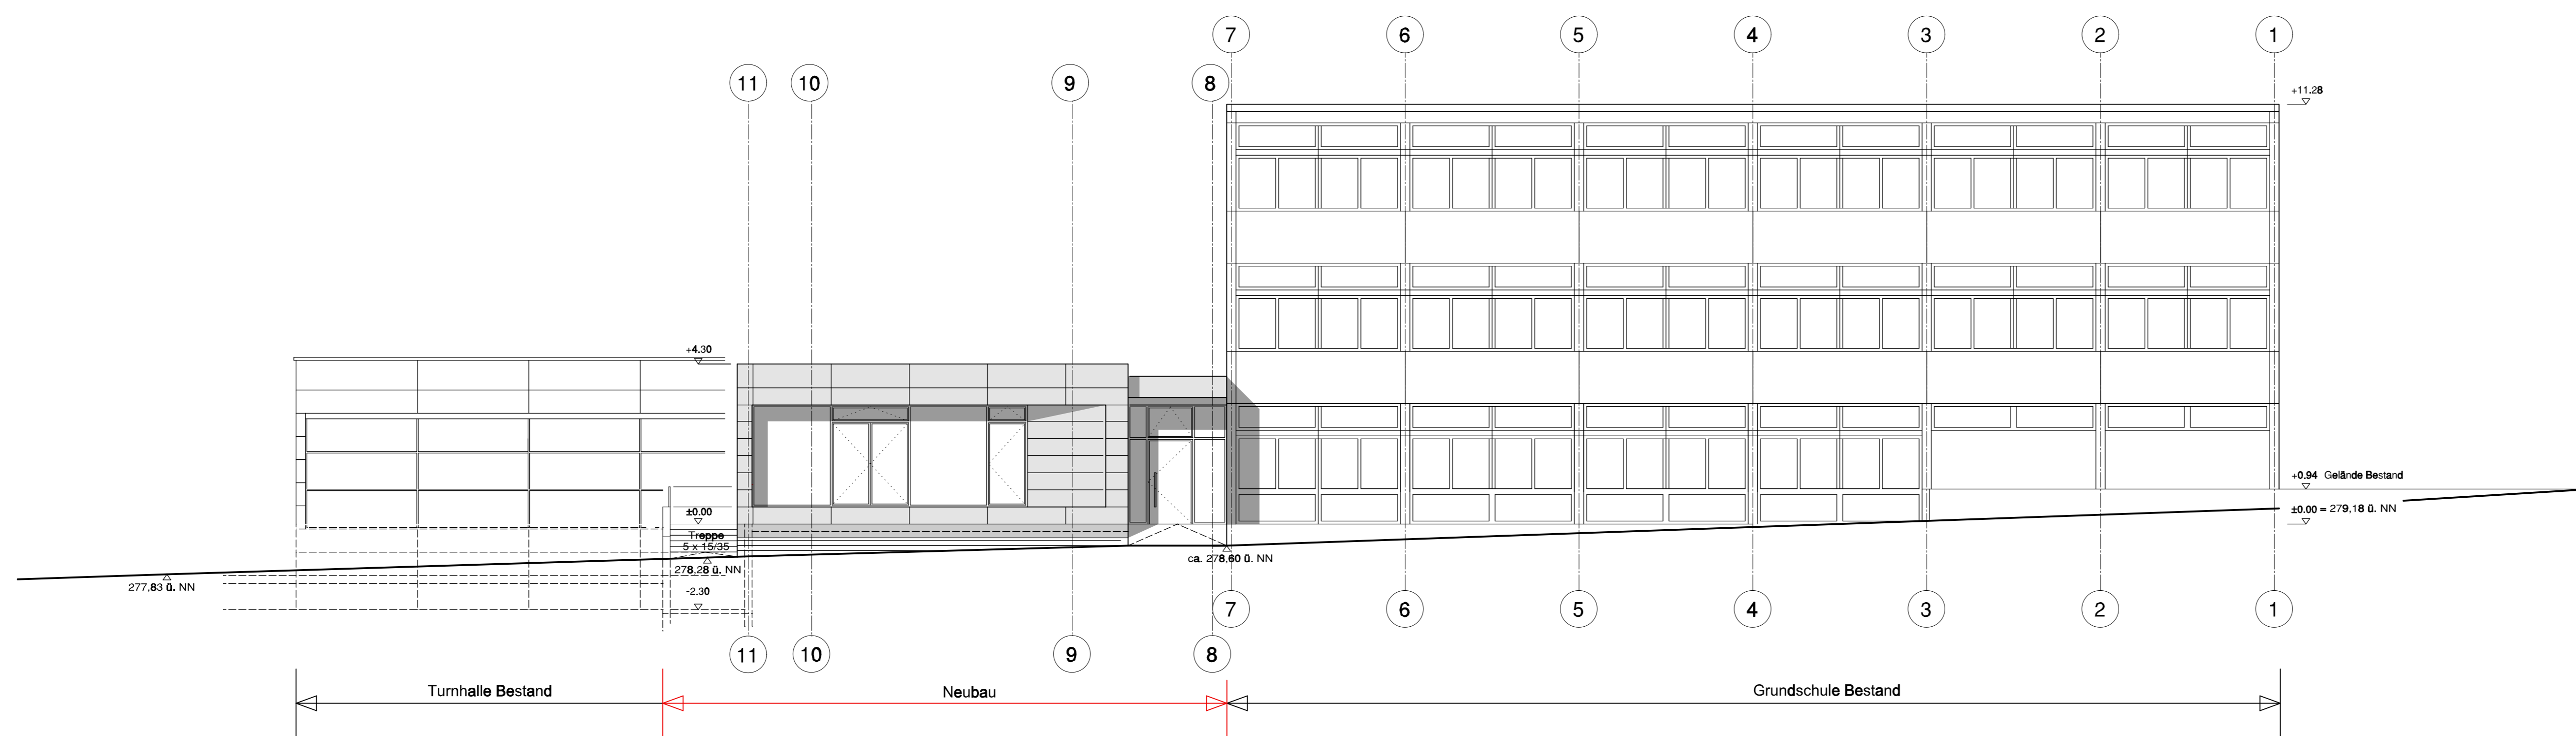 7 6 5 4 3 2 1
11 10 9 8
+11.28
+4.30
+0.94 Gelände Bestand
±0.00 = 279,18 ü. NN
±0.00
Treppe
5 x 15/35
278,28 ü. NN
ca. 278,60 ü. NN
277,83 ü. NN
-2,30
7 6 5 4 3 2 1
11 10 9 8
Turnhalle Bestand
Neubau
Grundschule Bestand